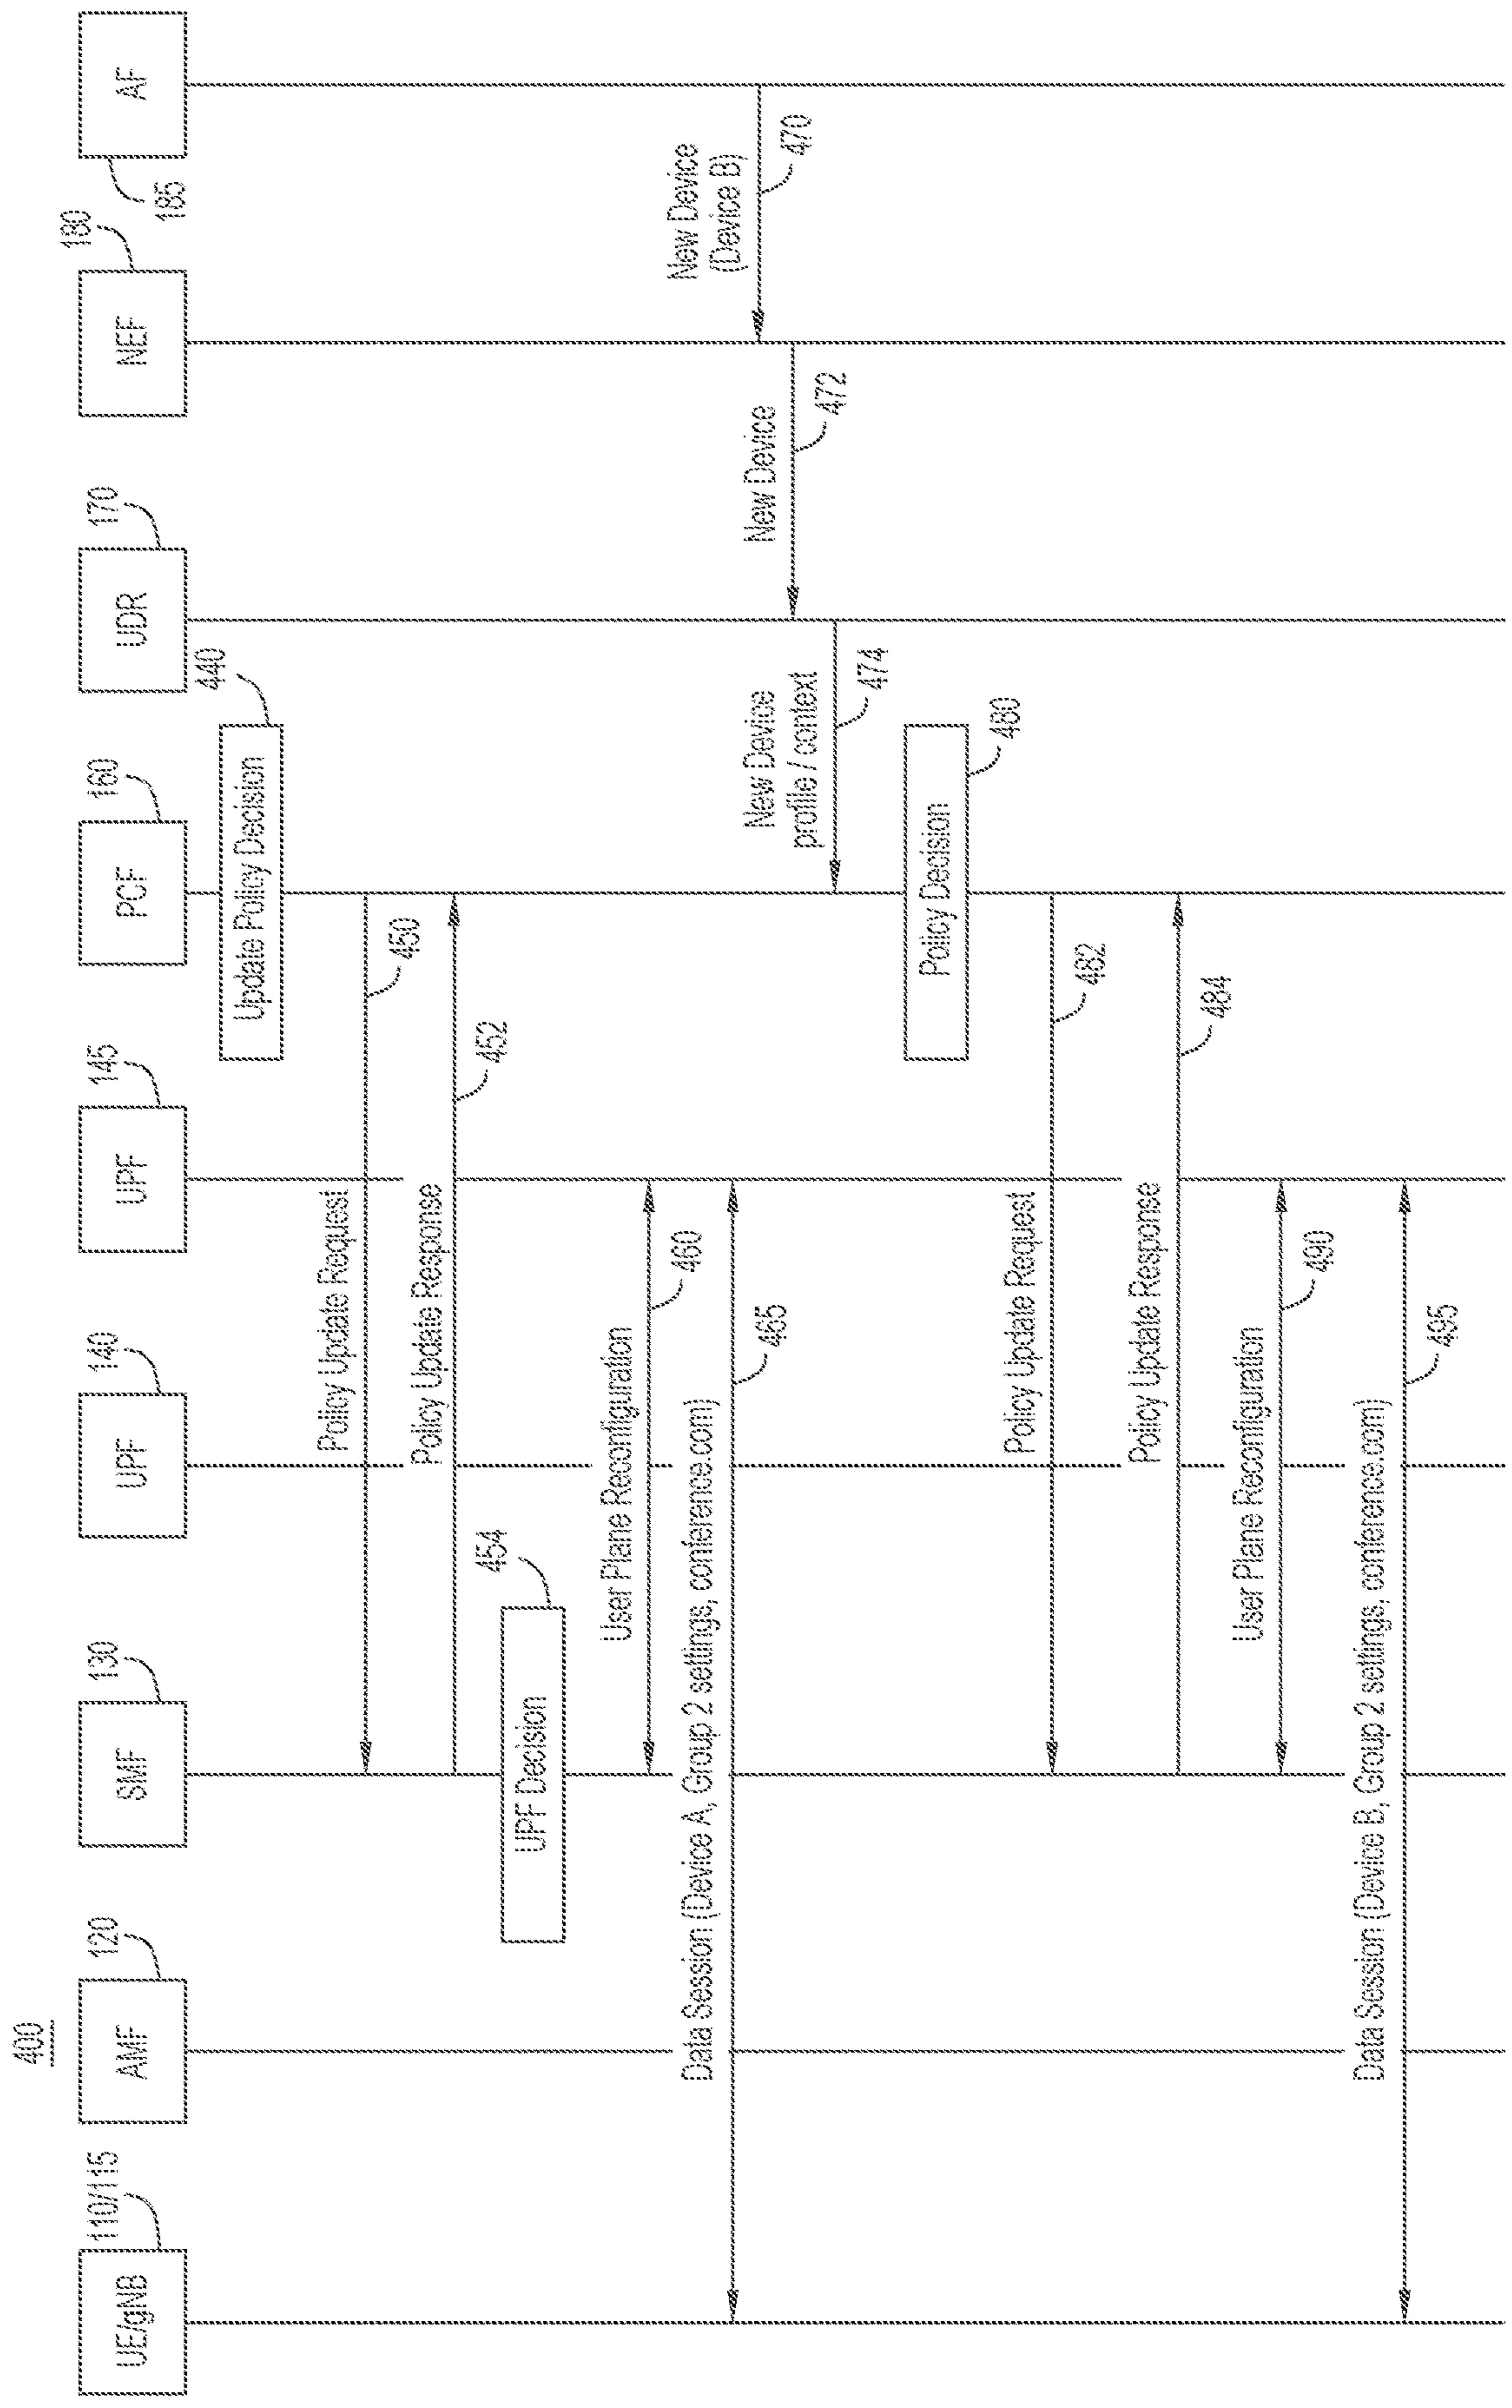 400
UE/gNB
110/115
AMF
120
SMF
130
UPF
140
UPF
145
PCF
160
UDR
170
NEF
180
AF
185
Update Policy Decision
440
Policy Update Request
450
Policy Update Response
452
UPF Decision
454
User Plane Reconfiguration
460
Data Session (Device A, Group 2 settings, conference.com)
465
New Device
(Device B)
470
New Device
472
New Device
profile / context
474
Policy Decision
480
Policy Update Request
482
Policy Update Response
484
User Plane Reconfiguration
490
Data Session (Device B, Group 2 settings, conference.com)
495